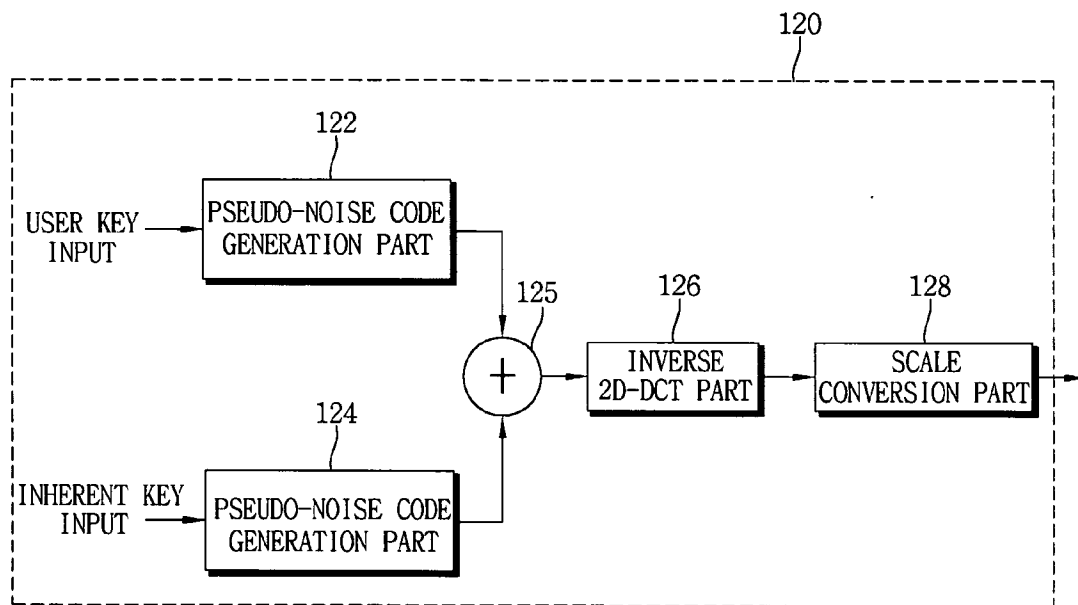 120
122
USER KEY
INPUT
PSEUDO-NOISE CODE
GENERATION PART
125
+
126
INVERSE
2D-DCT PART
128
SCALE
CONVERSION PART
124
INHERENT KEY
INPUT
PSEUDO-NOISE CODE
GENERATION PART